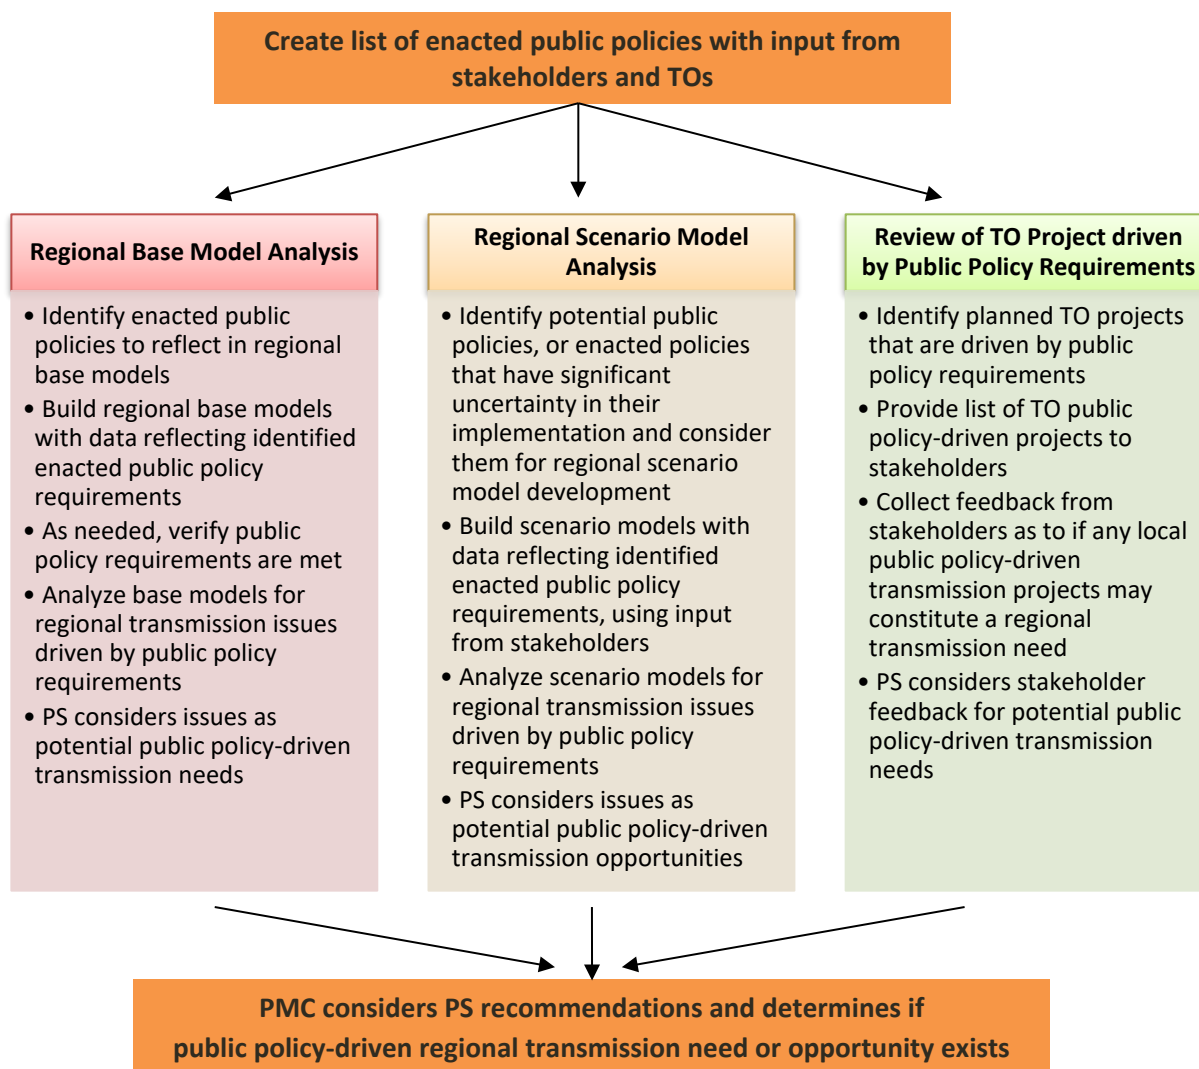 Create list of enacted public policies with input from
stakeholders and TOs
Regional Base Model Analysis
• Identify enacted public
policies to reflect in regional
base models
• Build regional base models
with data reflecting identified
enacted public policy
requirements
• As needed, verify public
policy requirements are met
• Analyze base models for
regional transmission issues
driven by public policy
requirements
• PS considers issues as
potential public policy-driven
transmission needs
Regional Scenario Model
Analysis
• Identify potential public
policies, or enacted policies
that have significant
uncertainty in their
implementation and consider
them for regional scenario
model development
• Build scenario models with
data reflecting identified
enacted public policy
requirements, using input
from stakeholders
• Analyze scenario models for
regional transmission issues
driven by public policy
requirements
• PS considers issues as
potential public policy-driven
transmission opportunities
Review of TO Project driven
by Public Policy Requirements
• Identify planned TO projects
that are driven by public
policy requirements
• Provide list of TO public
policy-driven projects to
stakeholders
• Collect feedback from
stakeholders as to if any local
public policy-driven
transmission projects may
constitute a regional
transmission need
• PS considers stakeholder
feedback for potential public
policy-driven transmission
needs
PMC considers PS recommendations and determines if
public policy-driven regional transmission need or opportunity exists